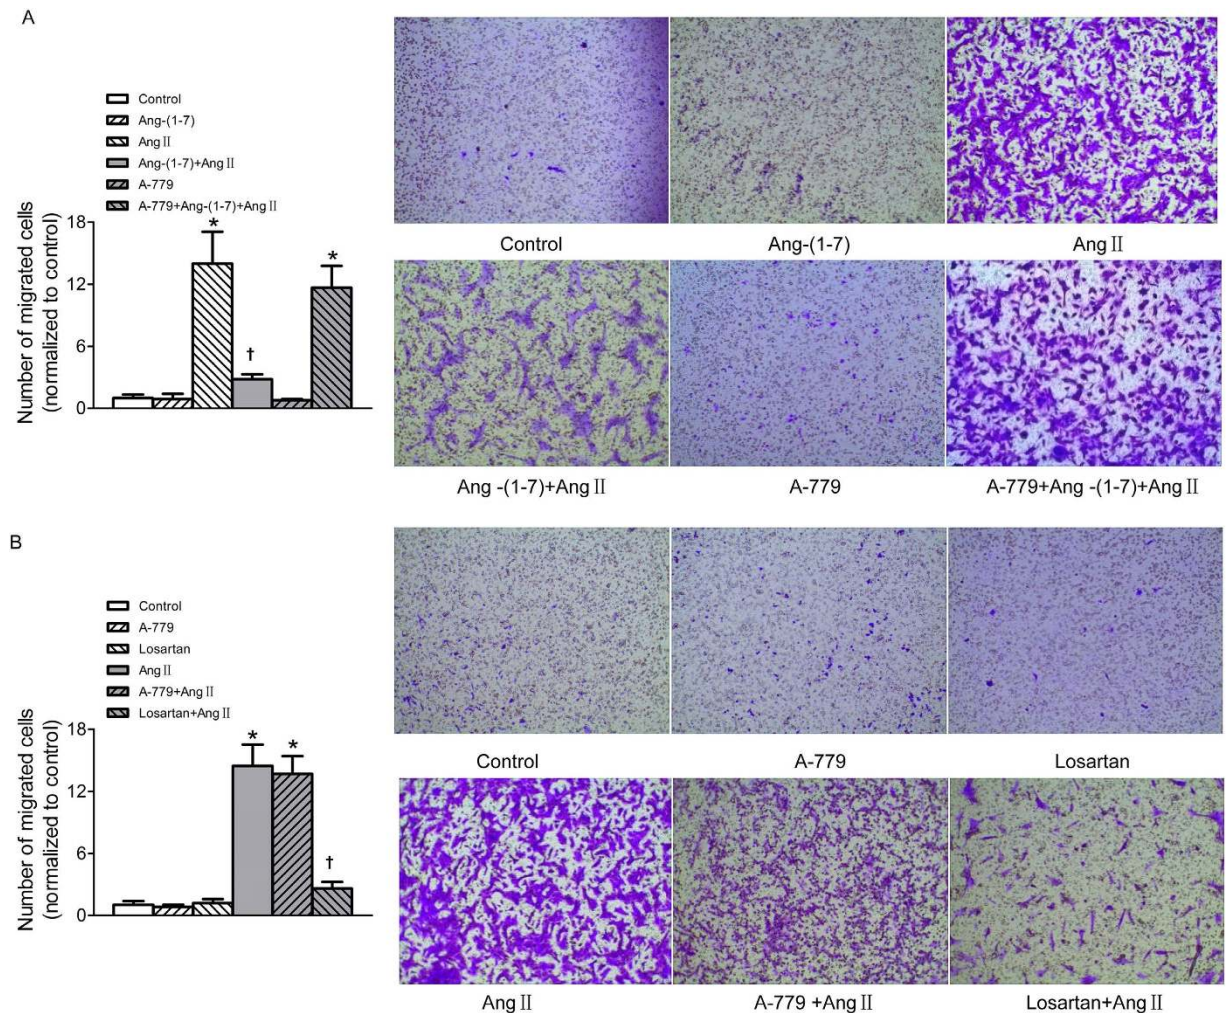 A
Control
Ang-(1-7)
Ang Ⅱ
Ang-(1-7)+Ang Ⅱ
A-779
A-779+Ang-(1-7)+Ang Ⅱ
Number of migrated cells
(normalized to control)
18
12
6
0
*
†
*
Control
Ang-(1-7)
Ang Ⅱ
Ang -(1-7)+Ang Ⅱ
A-779
A-779+Ang -(1-7)+Ang Ⅱ
B
Control
A-779
Losartan
Ang Ⅱ
A-779+Ang Ⅱ
Losartan+Ang Ⅱ
Number of migrated cells
(normalized to control)
18
12
6
0
*
*
†
Control
A-779
Losartan
Ang Ⅱ
A-779 +Ang Ⅱ
Losartan+Ang Ⅱ